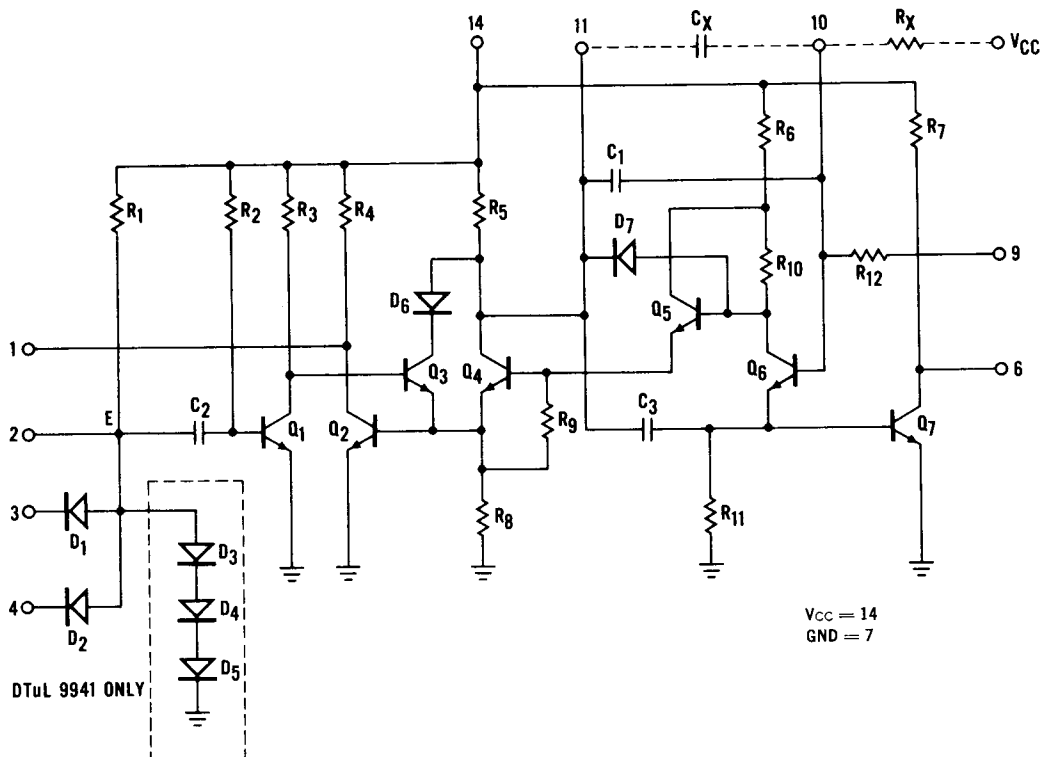 14
11
CX
10
RX
VCC
R6
R7
C1
R1
R2
R3
R4
R5
D7
R10
9
R12
D6
Q5
1
Q3
Q4
Q6
6
E
C2
2
Q1
Q2
R9
C3
Q7
3
D1
D3
R8
R11
4
D2
D4
VCC = 14
GND = 7
D5
DTuL 9941 ONLY